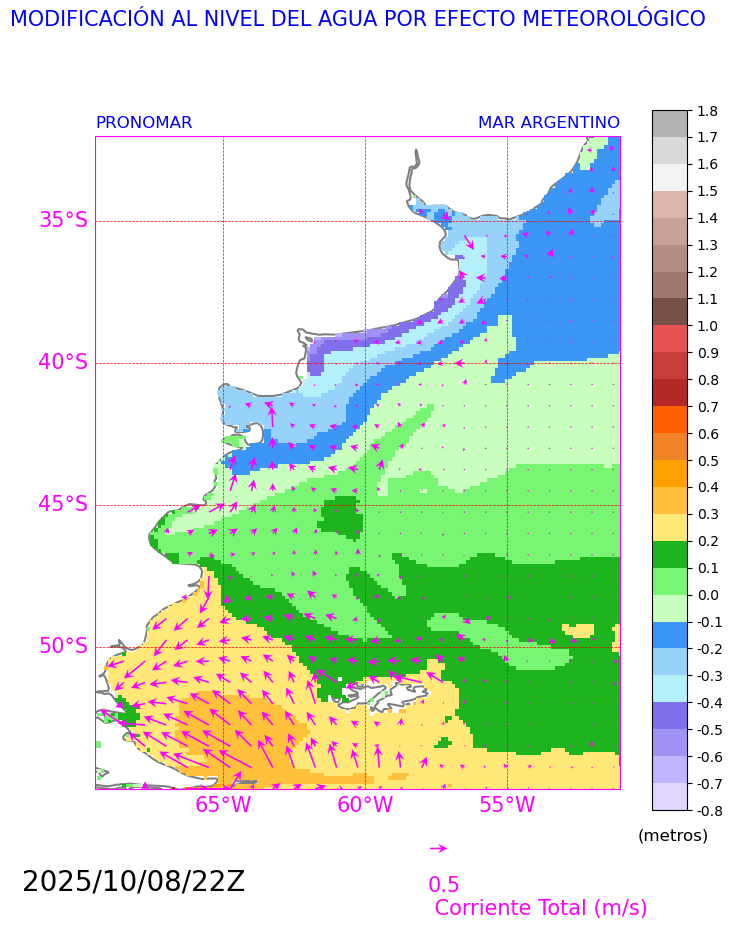 MODIFICACIÓN AL NIVEL DEL AGUA POR EFECTO METEOROLÓGICO
PRONOMAR MAR ARGENTINO
35°S
40°S
45°S
50°S
65°W 60°W 55°W
1.8
1.7
1.6
1.5
1.4
1.3
1.2
1.1
1.0
0.9
0.8
0.7
0.6
0.5
0.4
0.3
0.2
0.1
0.0
-0.1
-0.2
-0.3
-0.4
-0.5
-0.6
-0.7
-0.8
(metros)
2025/10/08/22Z
0.5
Corriente Total (m/s)